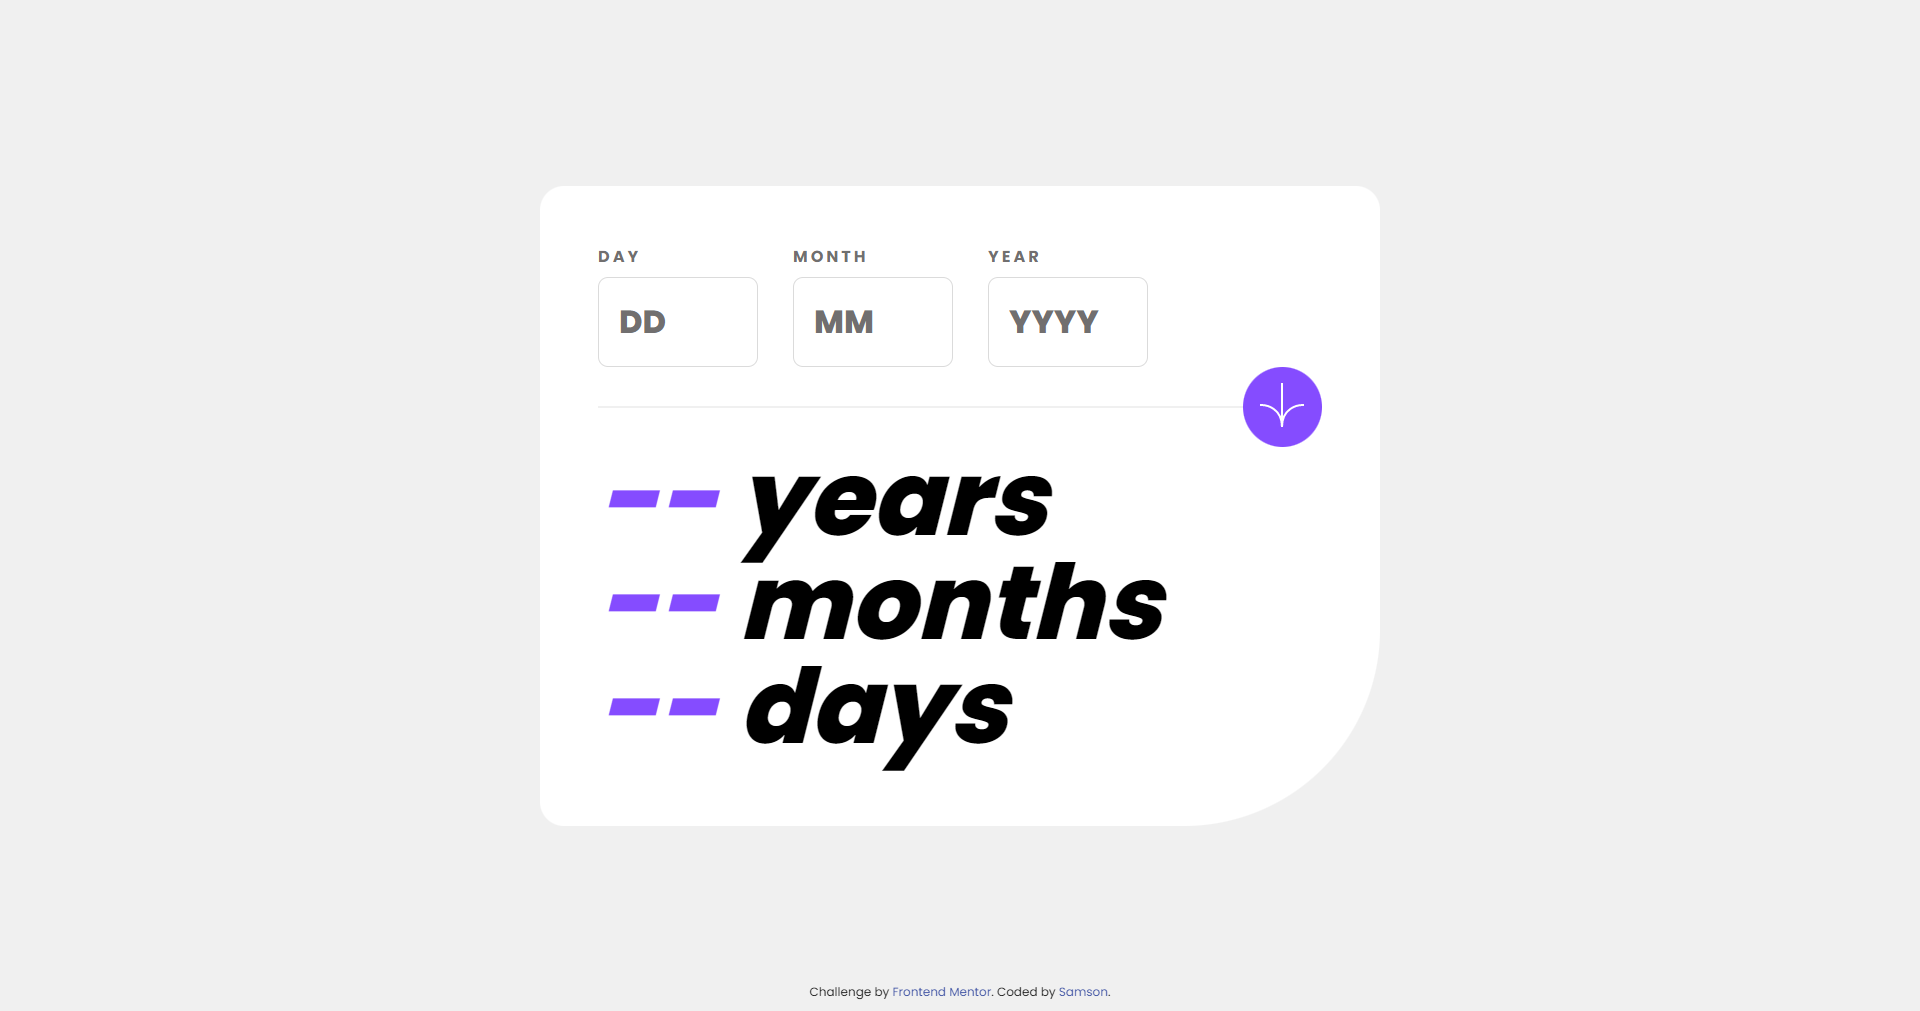 DAY MONTH YEAR
DD MM YYYY
-- years
-- months
-- days
Challenge by Frontend Mentor. Coded by Samson.